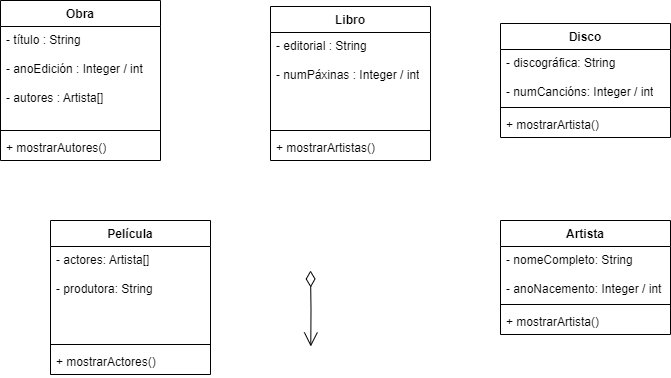 Obra
- título : String
- anoEdición : Integer / int
- autores : Artista[]
+ mostrarAutores()
Libro
- editorial : String
- numPáxinas : Integer / int
+ mostrarArtistas()
Disco
- discográfica: String
- numCancións: Integer / int
+ mostrarArtista()
Película
- actores: Artista[]
- produtora: String
+ mostrarActores()
Artista
- nomeCompleto: String
- anoNacemento: Integer / int
+ mostrarArtista()